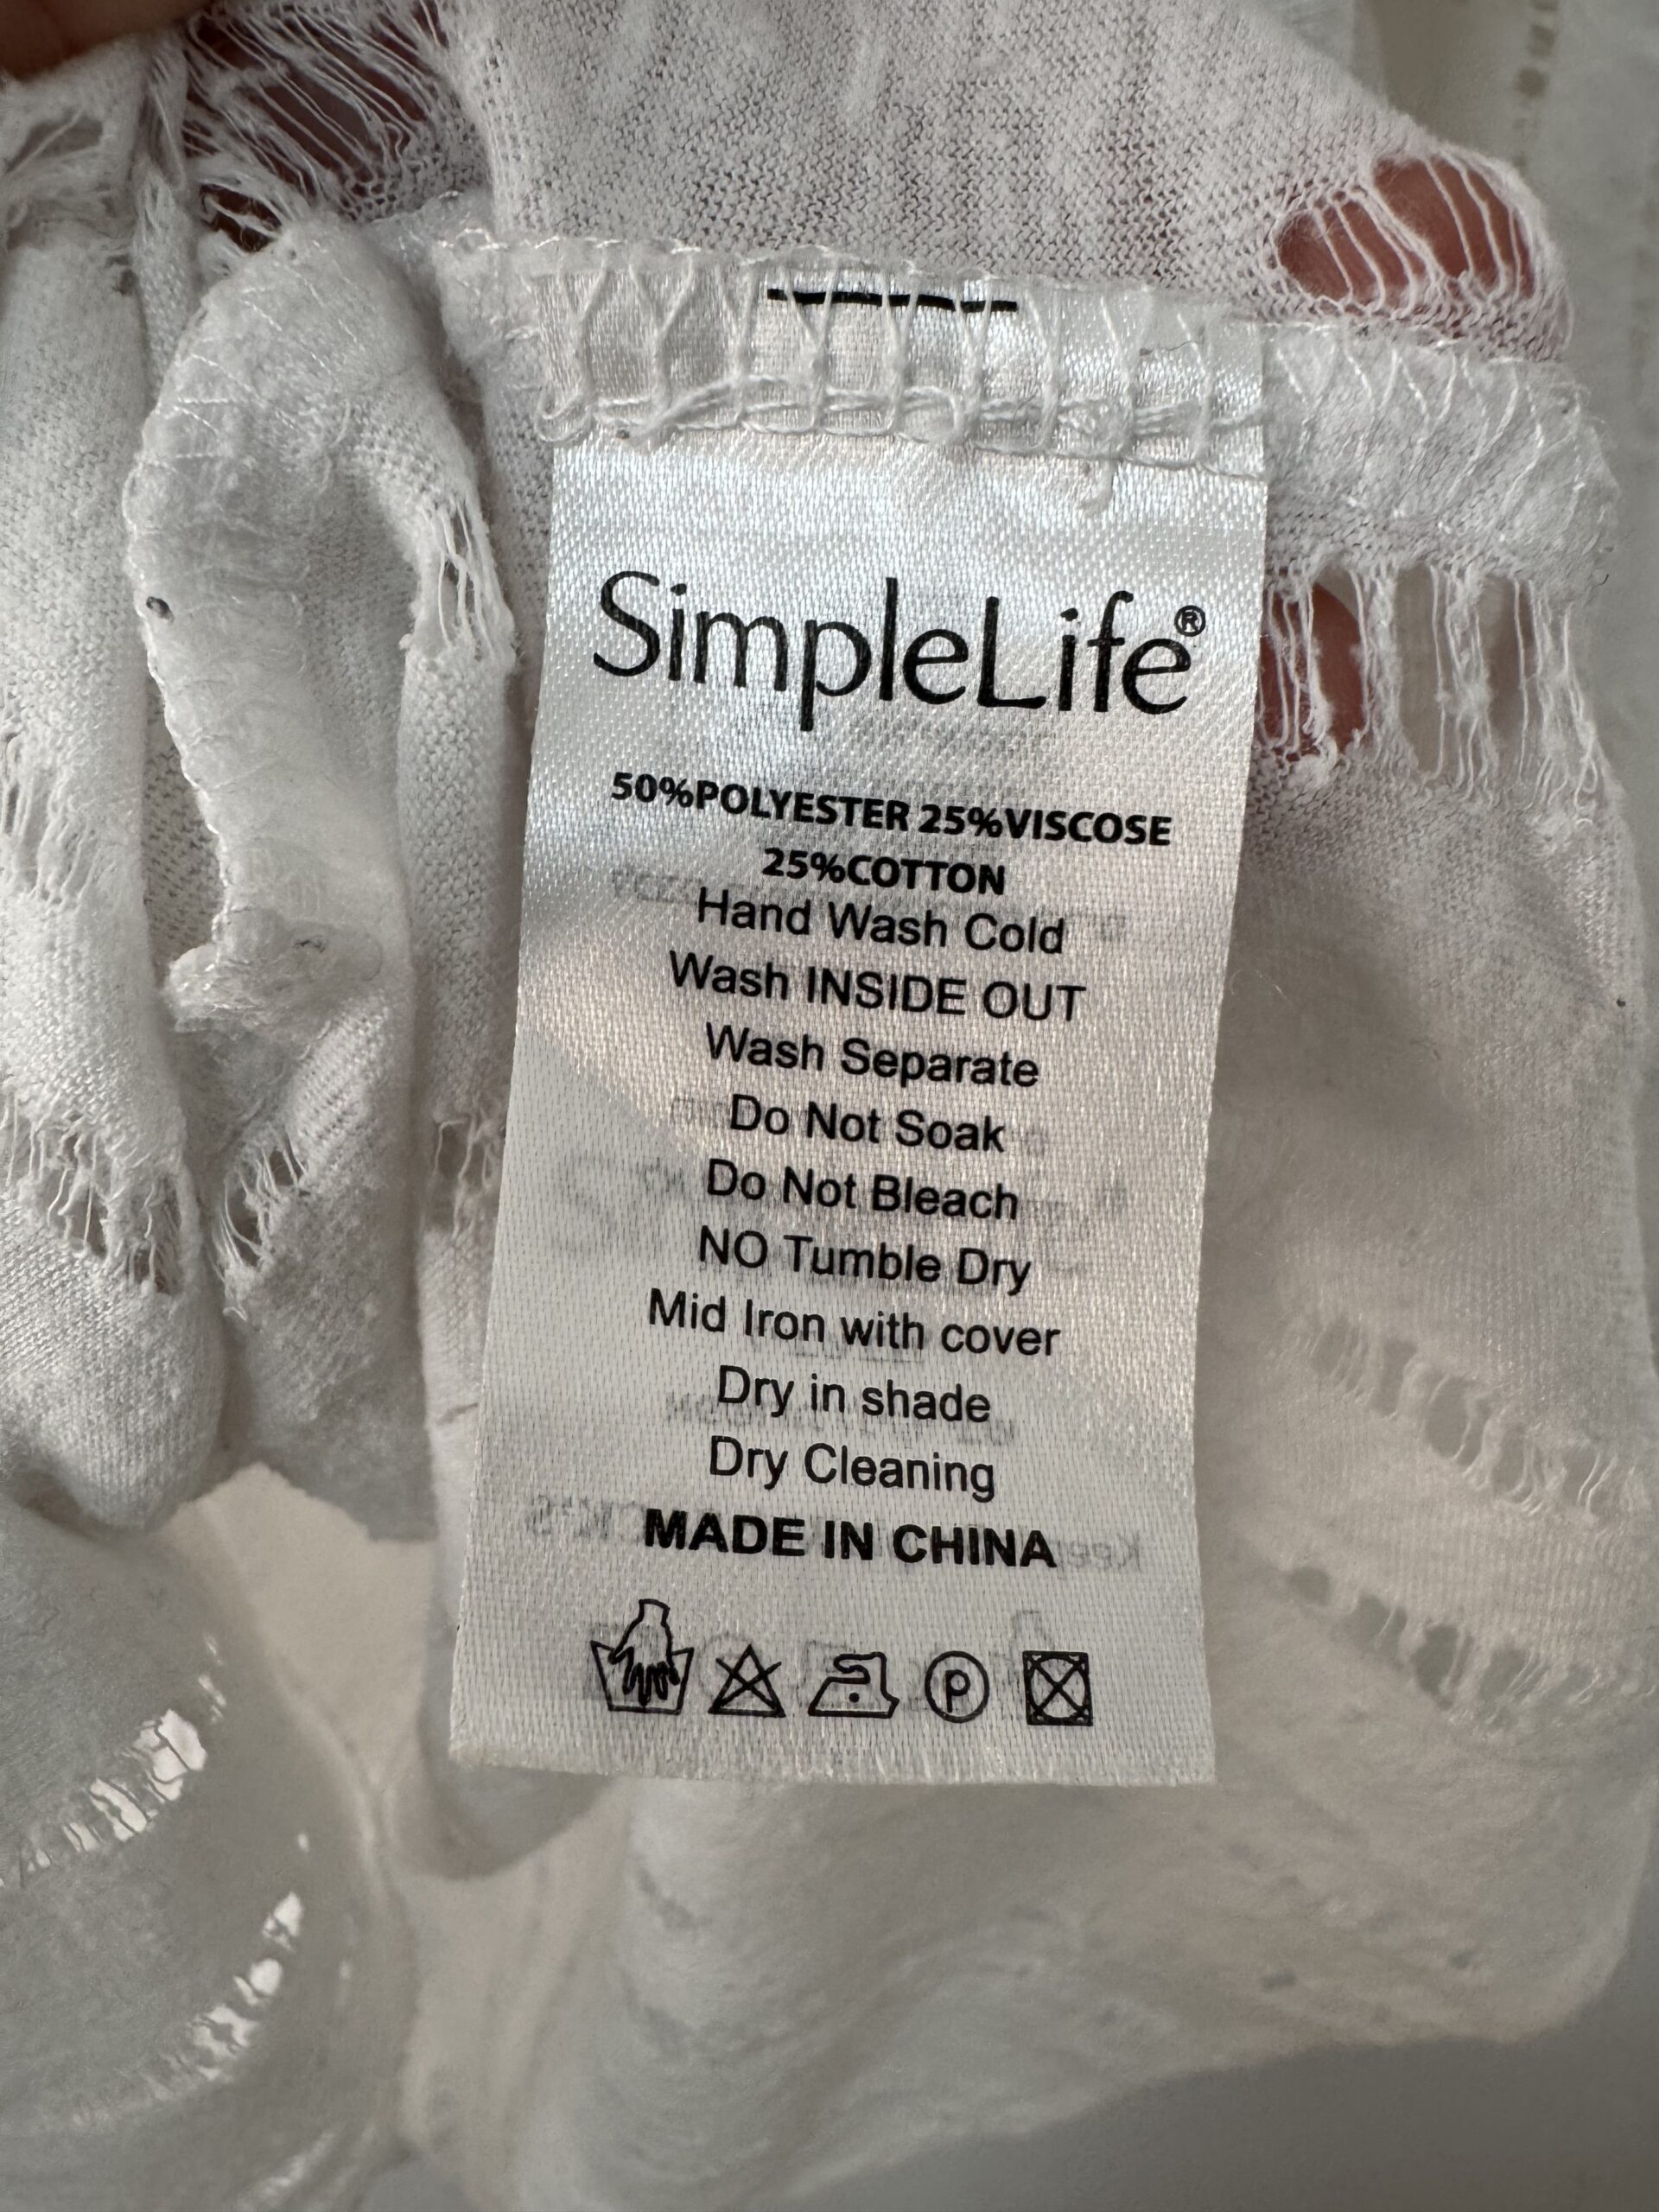 SimpleLife®
50%POLYESTER 25%VISCOSE
25%COTTON
Hand Wash Cold
Wash INSIDE OUT
Wash Separate
Do Not Soak
Do Not Bleach
NO Tumble Dry
Mid Iron with cover
Dry in shade
Dry Cleaning
MADE IN CHINA
P